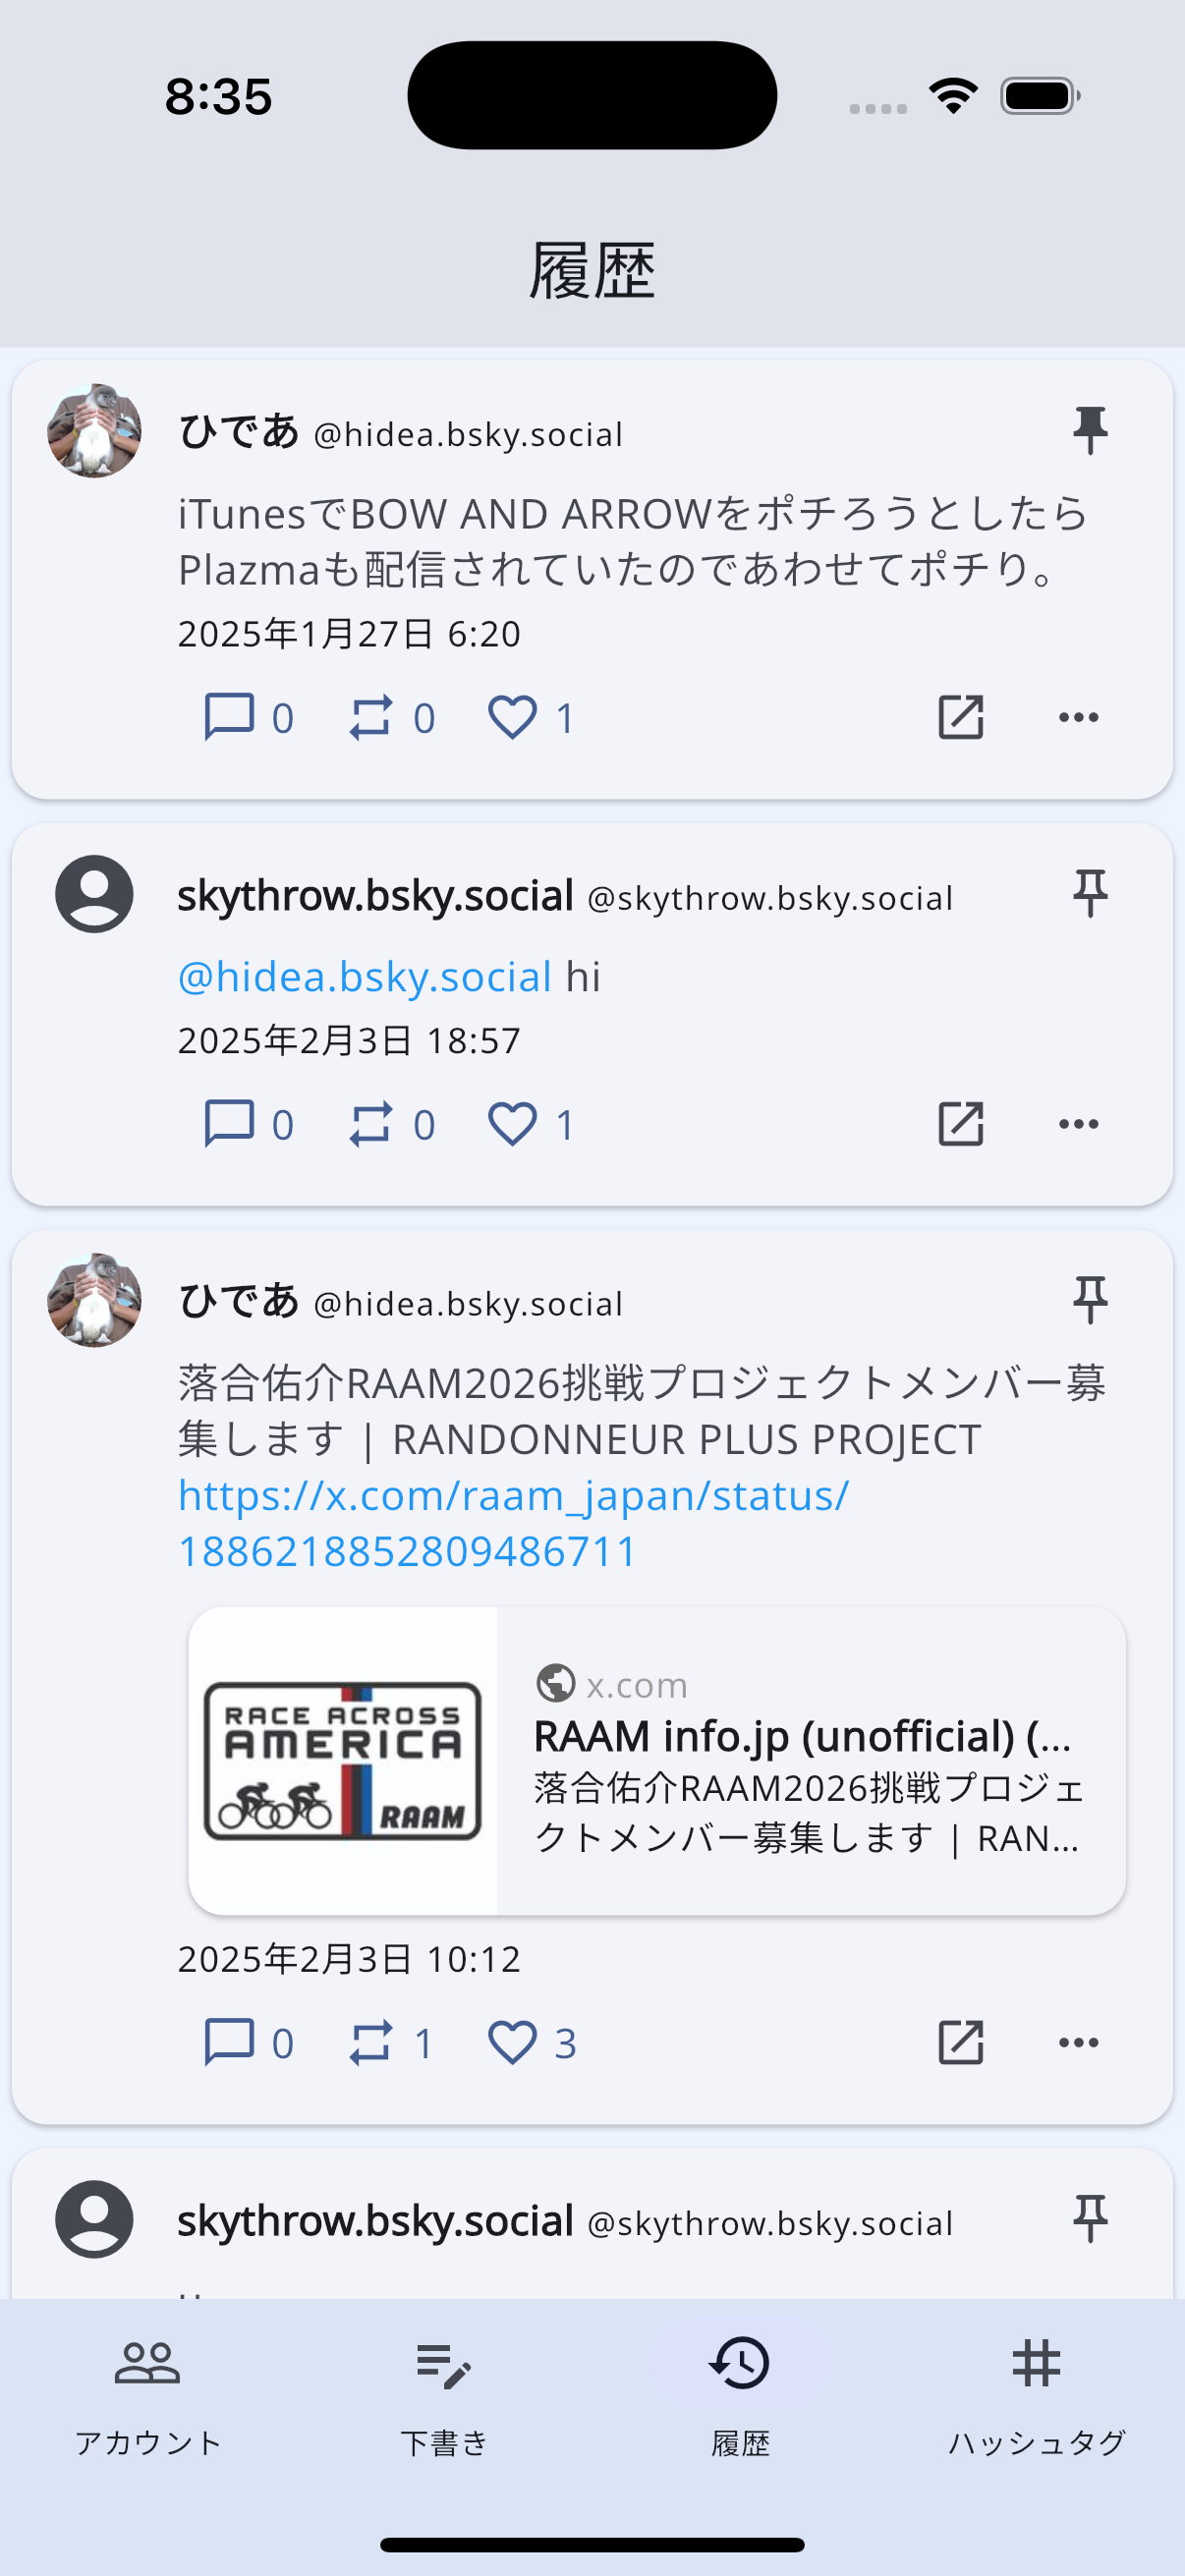 8:35
履歴
ひであ @hidea.bsky.social
iTunesでBOW AND ARROWをポチろうとしたら
Plazmaも配信されていたのであわせてポチり。
2025年1月27日 6:20
0 0 1
skythrow.bsky.social @skythrow.bsky.social
@hidea.bsky.social hi
2025年2月3日 18:57
0 0 1
ひであ @hidea.bsky.social
落合佑介RAAM2026挑戦プロジェクトメンバー募
集します | RANDONNEUR PLUS PROJECT
https://x.com/raam_japan/status/
1886218852809486711
RACE ACROSS
AMERICA
RAAM
x.com
RAAM info.jp (unofficial) (...
落合佑介RAAM2026挑戦プロジェ
クトメンバー募集します | RAN...
2025年2月3日 10:12
0 1 3
skythrow.bsky.social @skythrow.bsky.social
アカウント 下書き 履歴 ハッシュタグ